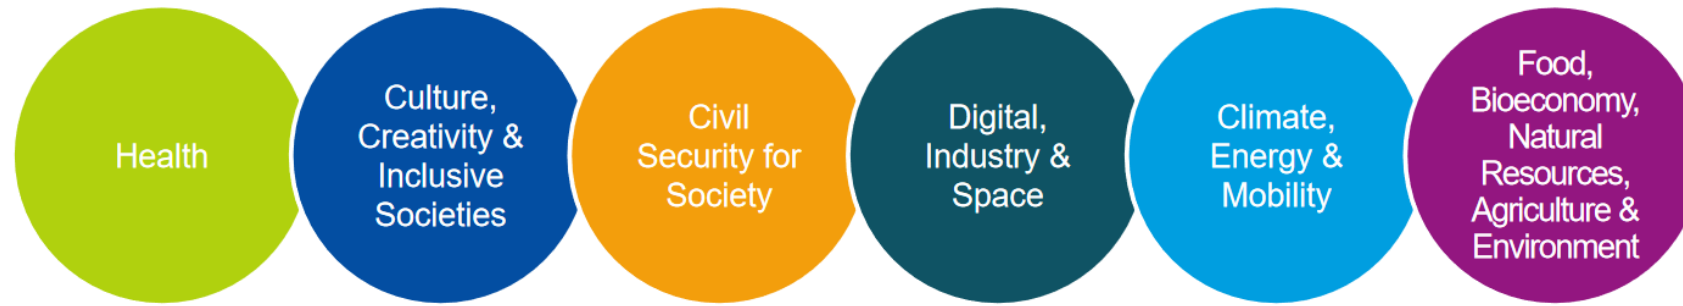 Health
Culture,
Creativity &
Inclusive
Societies
Civil
Security for
Society
Digital,
Industry &
Space
Climate,
Energy &
Mobility
Food,
Bioeconomy,
Natural
Resources,
Agriculture &
Environment